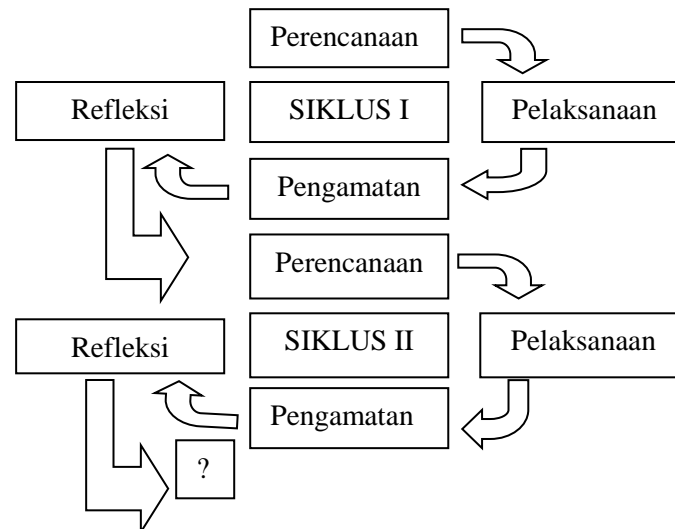 Perencanaan
Refleksi
SIKLUS I
Pelaksanaan
Pengamatan
Perencanaan
Refleksi
SIKLUS II
Pelaksanaan
Pengamatan
?